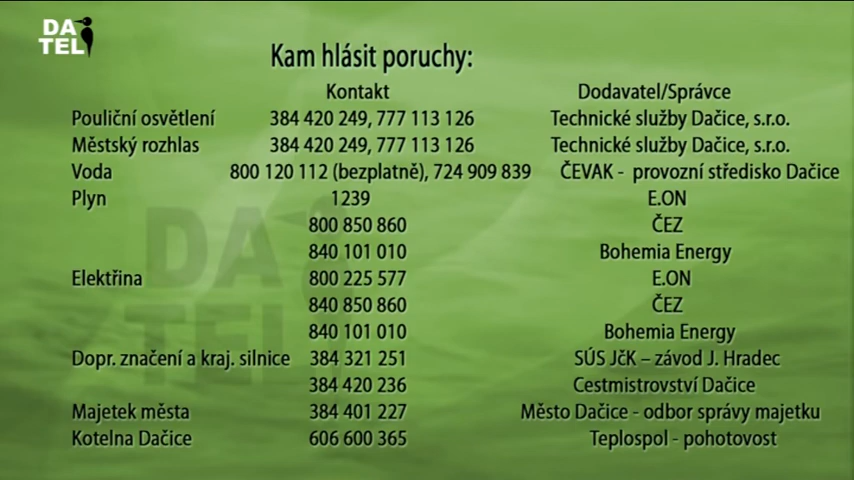 DA
TEL
Kam hlásit poruchy:
Kontakt Dodavatel/Správce
Pouliční osvětlení 384 420 249, 777 113 126 Technické služby Dačice, s.r.o.
Městský rozhlas 384 420 249, 777 113 126 Technické služby Dačice, s.r.o.
Voda 800 120 112 (bezplatně), 724 909 839 ČEVAK - provozní středisko Dačice
Plyn 1239 E.ON
800 850 860 ČEZ
840 101 010 Bohemia Energy
Elektřina 800 225 577 E.ON
840 850 860 ČEZ
840 101 010 Bohemia Energy
Dopr. značení a kraj. silnice 384 321 251 SÚS JčK – závod J. Hradec
384 420 236 Cestmistrovství Dačice
Majetek města 384 401 227 Město Dačice - odbor správy majetku
Kotelna Dačice 606 600 365 Teplospol - pohotovost
DA
TEL